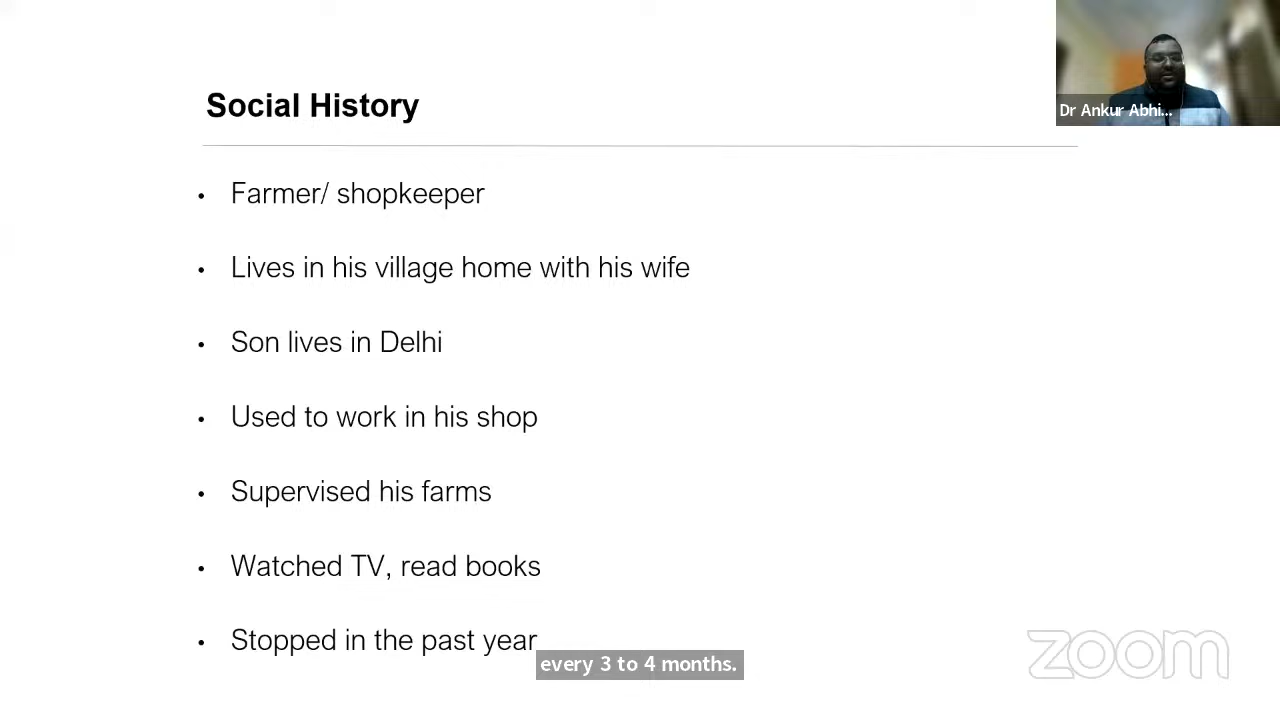 Dr Ankur Abhi...
Social History
• Farmer/ shopkeeper
• Lives in his village home with his wife
• Son lives in Delhi
• Used to work in his shop
• Supervised his farms
• Watched TV, read books
• Stopped in the past year
every 3 to 4 months.
zoom